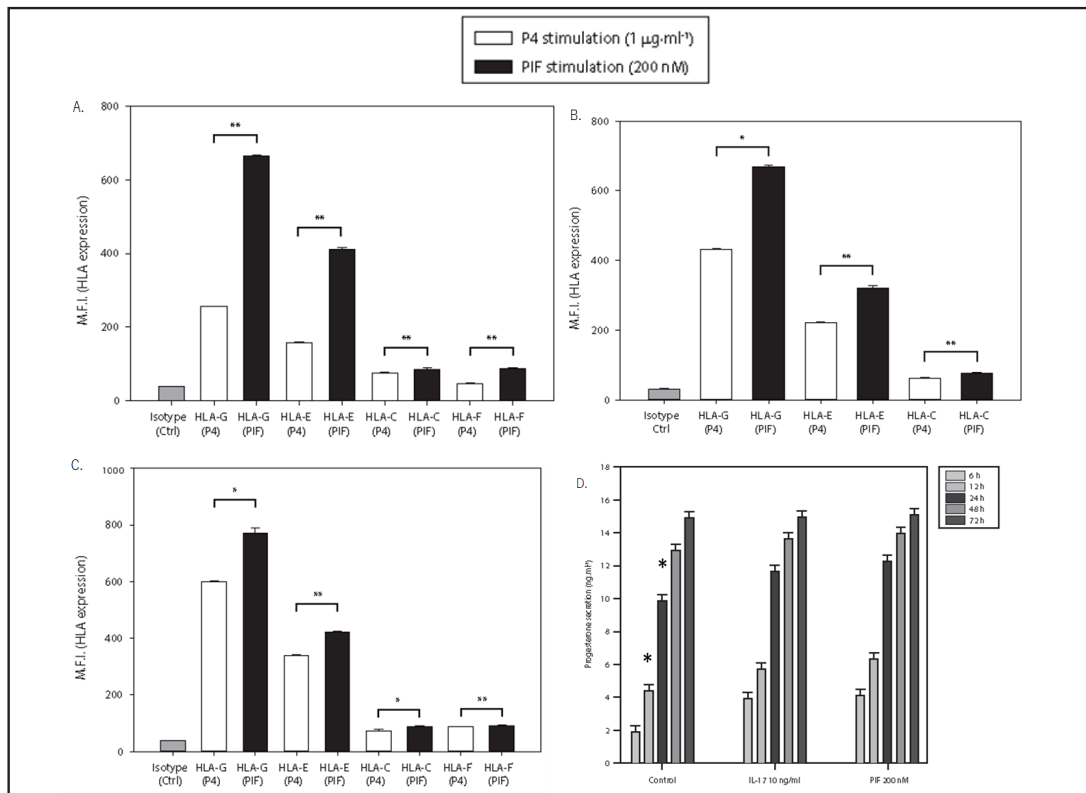 P4 stimulation (1 µg·ml⁻¹)
PIF stimulation (200 nM)
A.
M.F.I. (HLA expression)
800
600
400
200
0
**
**
**
**
Isotype (Ctrl)
HLA-G (P4)
HLA-G (PIF)
HLA-E (P4)
HLA-E (PIF)
HLA-C (P4)
HLA-C (PIF)
HLA-F (P4)
HLA-F (PIF)
B.
M.F.I. (HLA expression)
800
600
400
200
0
*
**
**
Isotype Ctrl
HLA-G (P4)
HLA-G (PIF)
HLA-E (P4)
HLA-E (PIF)
HLA-C (P4)
HLA-C (PIF)
C.
M.F.I. (HLA expression)
1000
800
600
400
200
0
*
**
*
**
Isotype (Ctrl)
HLA-G (P4)
HLA-G (PIF)
HLA-E (P4)
HLA-E (PIF)
HLA-C (P4)
HLA-C (PIF)
HLA-F (P4)
HLA-F (PIF)
D.
Progesterone secretion (ng.ml¹)
18
16
14
12
10
8
6
4
2
0
*
*
Control
IL-17 10 ng/ml
PIF 200 nM
6 h
12 h
24 h
48 h
72 h